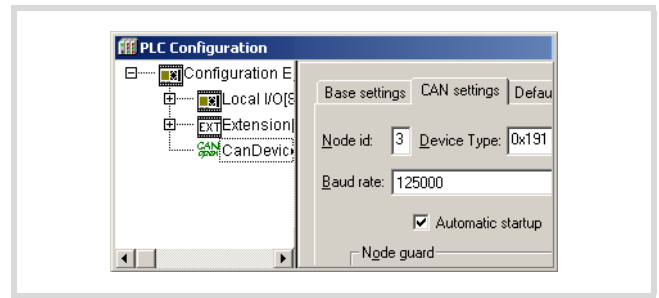 PLC Configuration
Configuration E
Local I/O[S
EXT Extension[
CAN open CanDevic
Base settings CAN settings Defau
Node id: 3 Device Type: 0x191
Baud rate: 125000
Automatic startup
Node guard